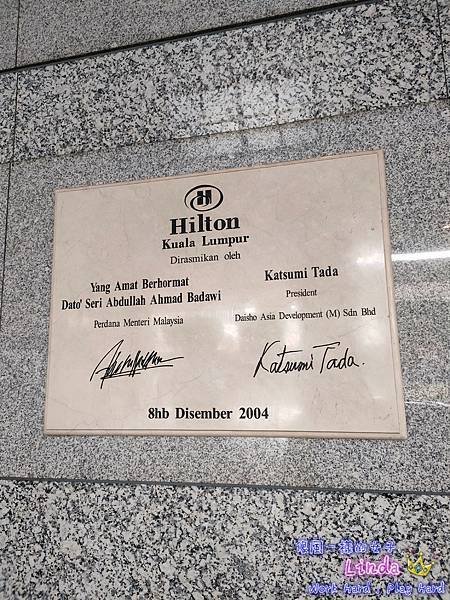 H
Hilton
Kuala Lumpur
Dirasmikan oleh
Yang Amat Berhormat
Dato' Seri Abdullah Ahmad Badawi
Perdana Menteri Malaysia
Katsumi Tada
President
Daisho Asia Development (M) Sdn Bhd
Katsumi Tada.
8hb Disember 2004
Linda
Work Hard, Play Hard